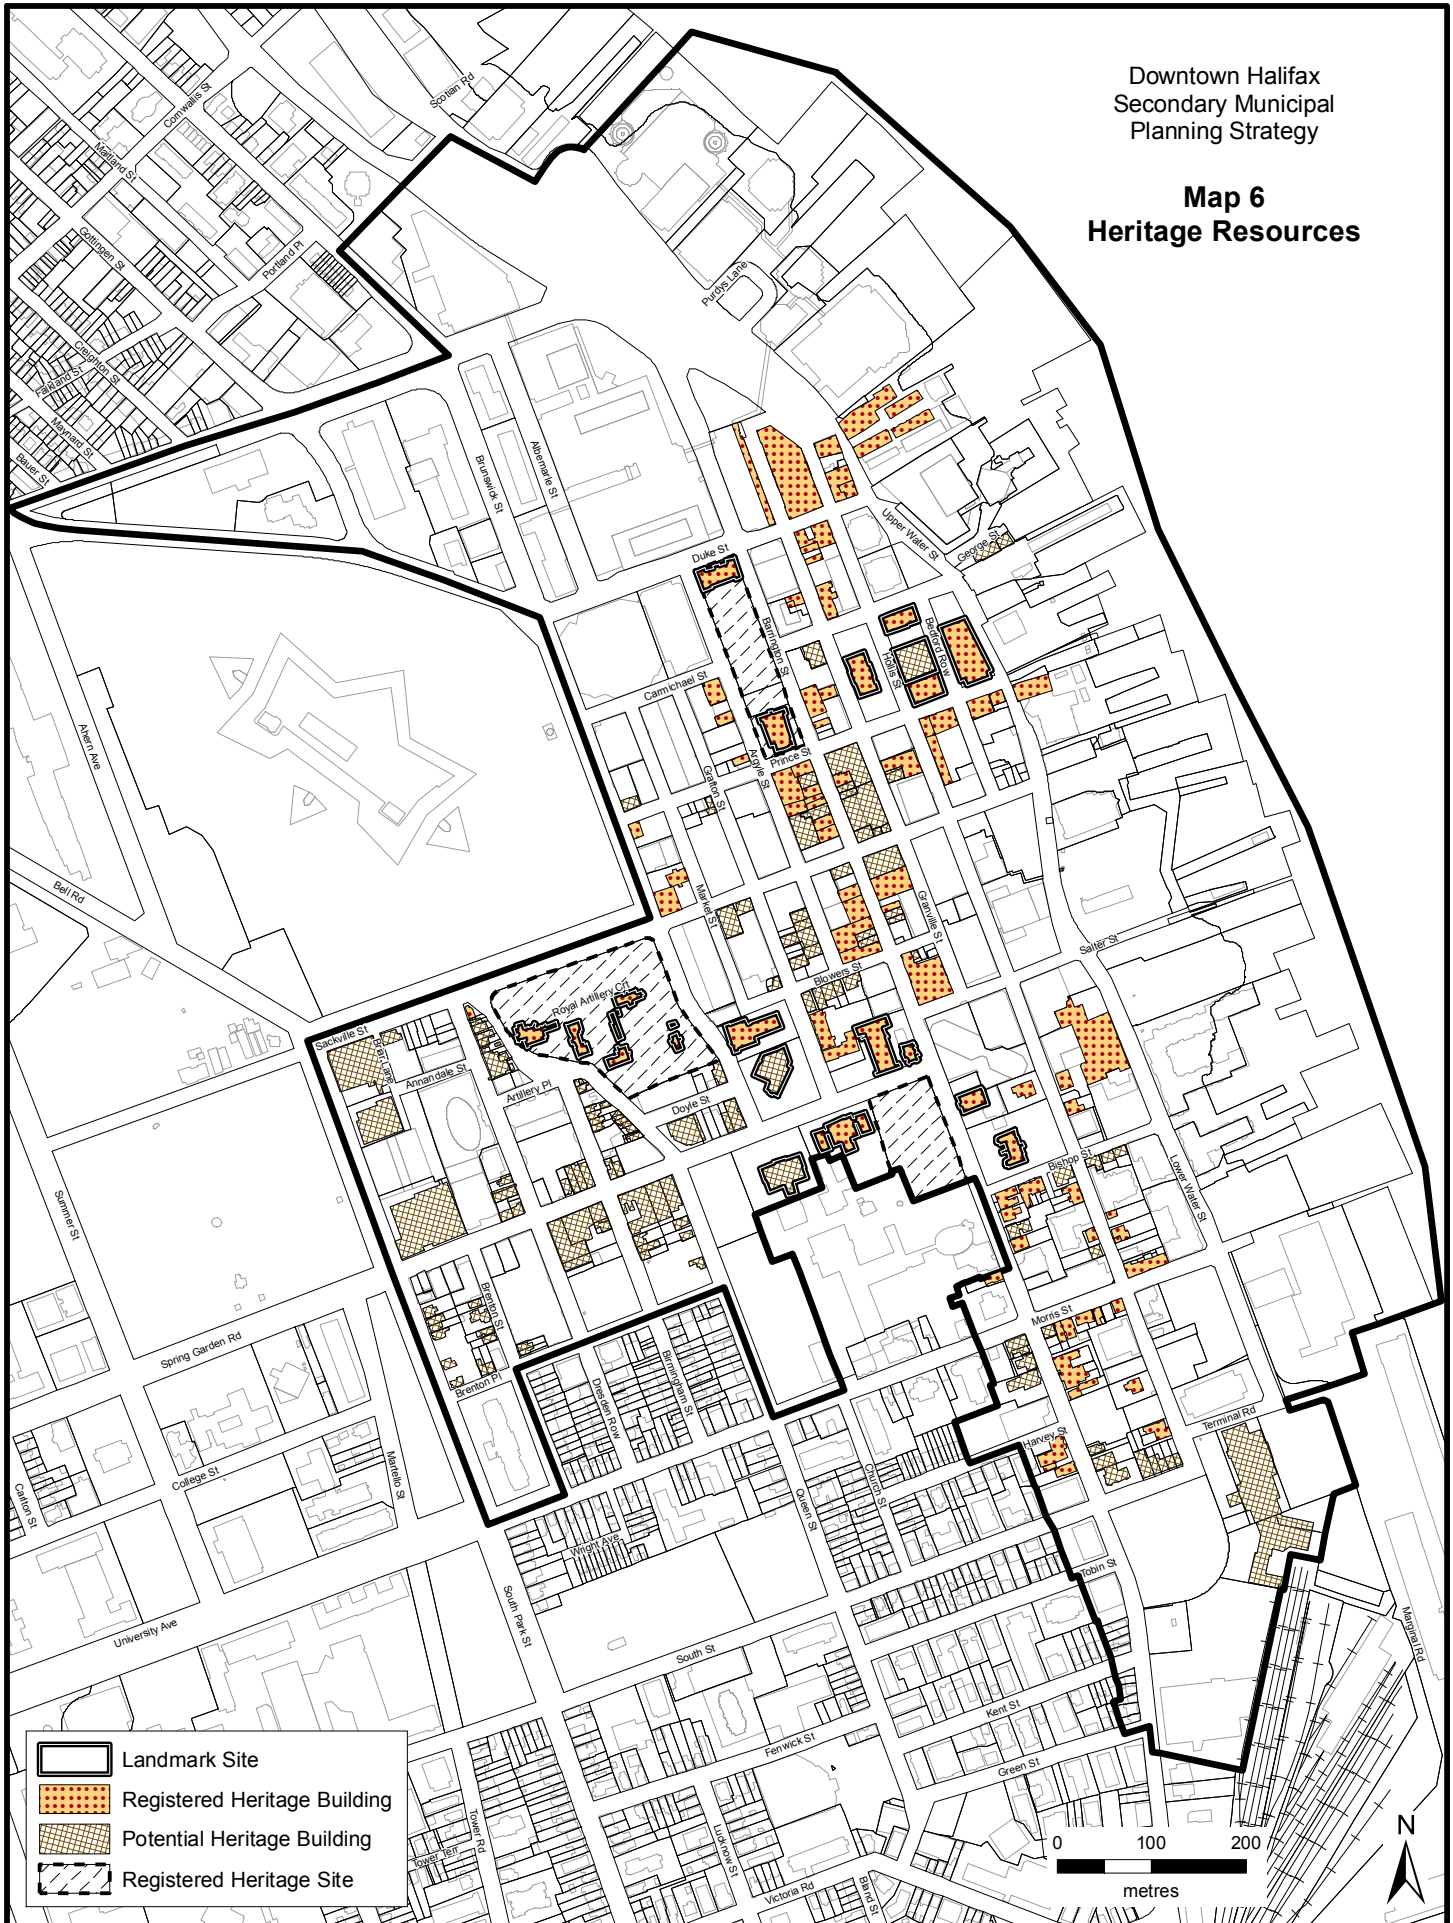 Downtown Halifax
Secondary Municipal
Planning Strategy
Map 6
Heritage Resources
Scotian Rd
Cornwallis St
Maitland St
Gottingen St
Portland Pl
Purdys Lane
Creighton St
Falkland St
Maynard St
Bauer St
Brunswick St
Albemarle St
Upper Water St
George St
Duke St
Barrington St
Bedford Row
Hollis St
Carmichael St
Ahern Ave
Argyle St
Prince St
Grafton St
Bell Rd
Market St
Granville St
Salter St
Blowers St
Royal Artillery Crt
Sackville St
Briar Lane
Annandale St
Artillery Pl
Doyle St
Bishop St
Lower Water St
Summer St
Brenton St
Morris St
Spring Garden Rd
Birmingham St
Dresden Row
Brenton Pl
Terminal Rd
Harvey St
College St
Martello St
Carlton St
Church St
Queen St
Wright Ave
Tobin St
South Park St
University Ave
South St
Marginal Rd
Kent St
Fenwick St
Green St
Tower Rd
Tower Terr
Lucknow St
Victoria Rd
Bland St
Landmark Site
Registered Heritage Building
Potential Heritage Building
Registered Heritage Site
0 100 200
metres
N